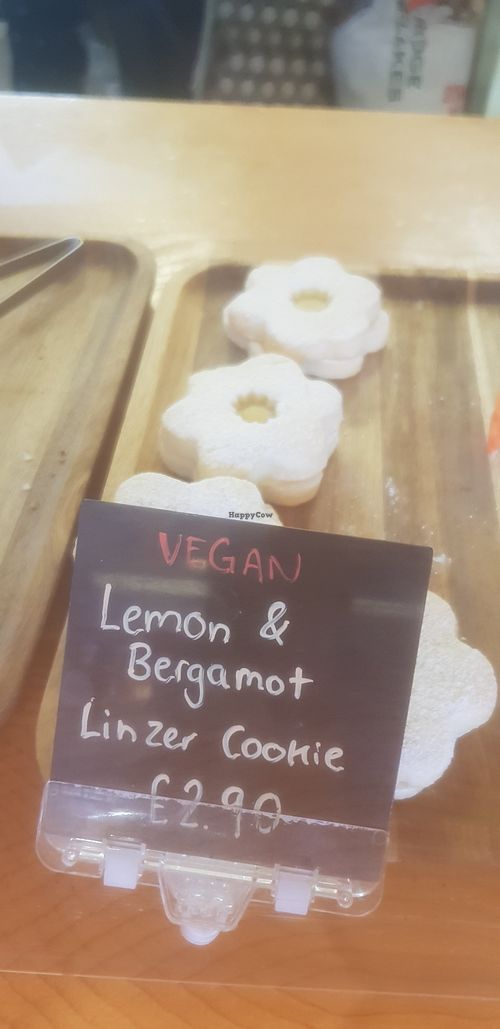 HappyCow
VEGAN
Lemon &
Bergamot
Linzer Cookie
£2.90